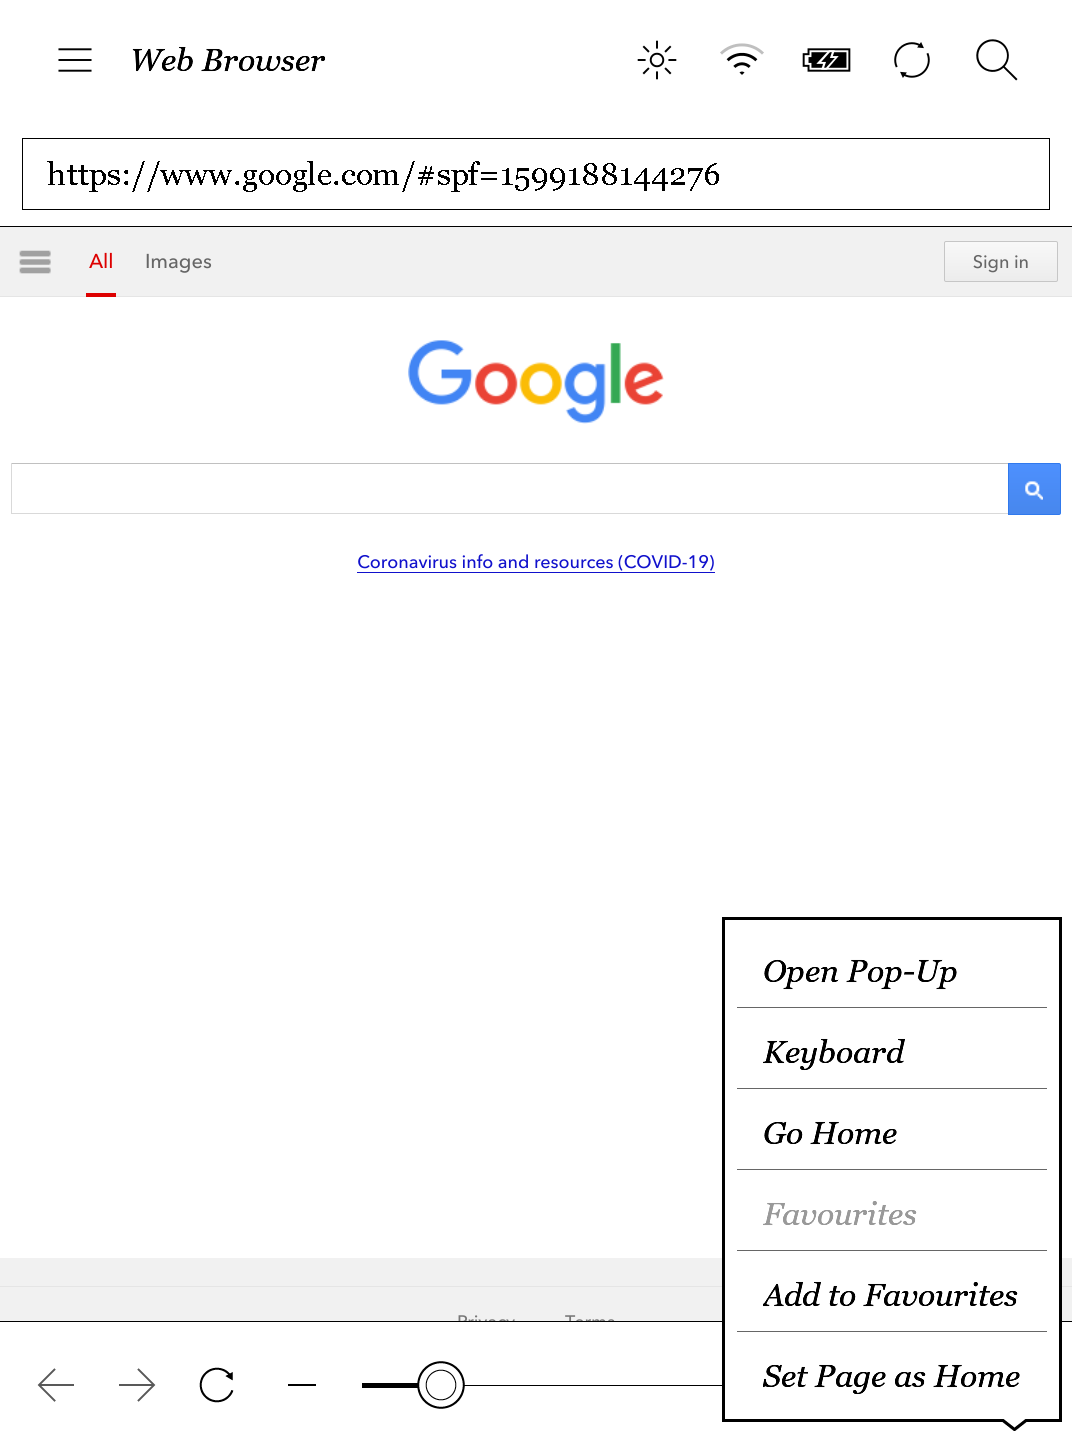 Web Browser
https://www.google.com/#spf=1599188144276
All Images Sign in
Google
Coronavirus info and resources (COVID-19)
Open Pop-Up
Keyboard
Go Home
Favourites
Add to Favourites
Privacy Terms
Set Page as Home